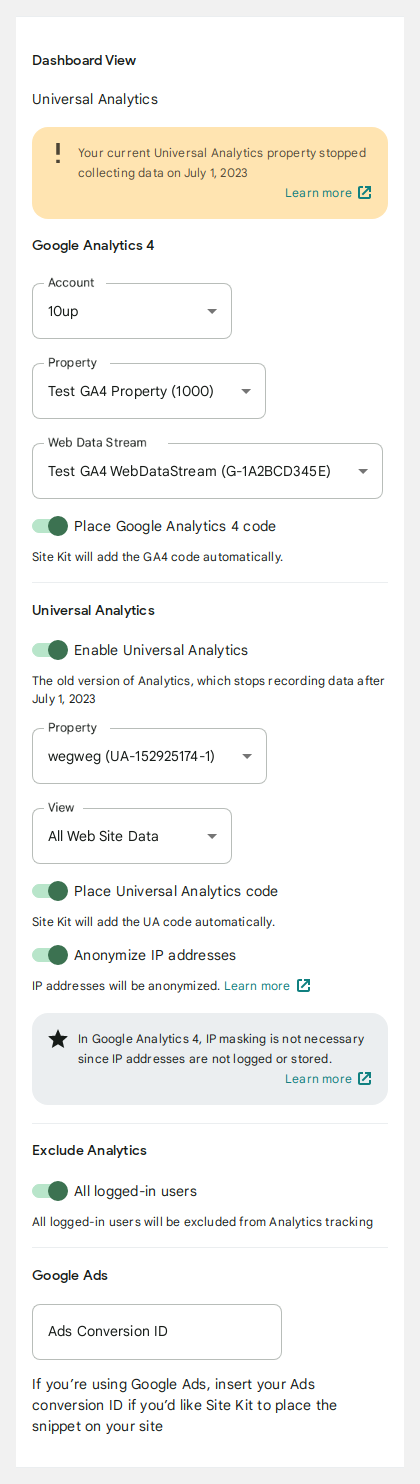 Dashboard View
Universal Analytics
Your current Universal Analytics property stopped
collecting data on July 1, 2023
Learn more
Google Analytics 4
Account
10up
Property
Test GA4 Property (1000)
Web Data Stream
Test GA4 WebDataStream (G-1A2BCD345E)
Place Google Analytics 4 code
Site Kit will add the GA4 code automatically.
Universal Analytics
Enable Universal Analytics
The old version of Analytics, which stops recording data after
July 1, 2023
Property
wegweg (UA-152925174-1)
View
All Web Site Data
Place Universal Analytics code
Site Kit will add the UA code automatically.
Anonymize IP addresses
IP addresses will be anonymized. Learn more
In Google Analytics 4, IP masking is not necessary
since IP addresses are not logged or stored.
Learn more
Exclude Analytics
All logged-in users
All logged-in users will be excluded from Analytics tracking
Google Ads
Ads Conversion ID
If you’re using Google Ads, insert your Ads
conversion ID if you’d like Site Kit to place the
snippet on your site